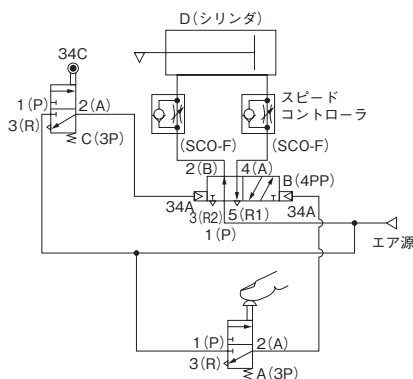 D(シリンダ)
34C
1(P)
2(A)
3(R)
C(3P)
スピード
コントローラ
(SCO-F)
(SCO-F)
2(B)
4(A)
B(4PP)
34A
3(R2)
5(R1)
34A
1(P)
エア源
1(P)
2(A)
3(R)
A(3P)